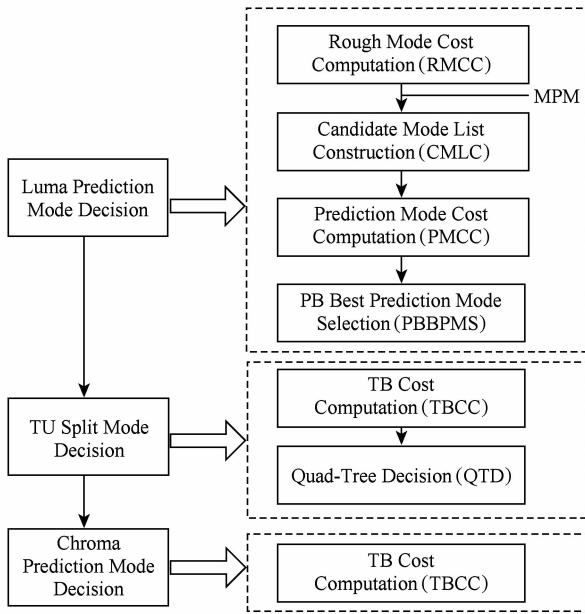 Rough Mode Cost
Computation (RMCC)
MPM
Candidate Mode List
Construction (CMLC)
Luma Prediction
Mode Decision
Prediction Mode Cost
Computation (PMCC)
PB Best Prediction Mode
Selection (PBBPMS)
TB Cost
Computation (TBCC)
TU Split Mode
Decision
Quad-Tree Decision (QTD)
Chroma
Prediction Mode
Decision
TB Cost
Computation (TBCC)